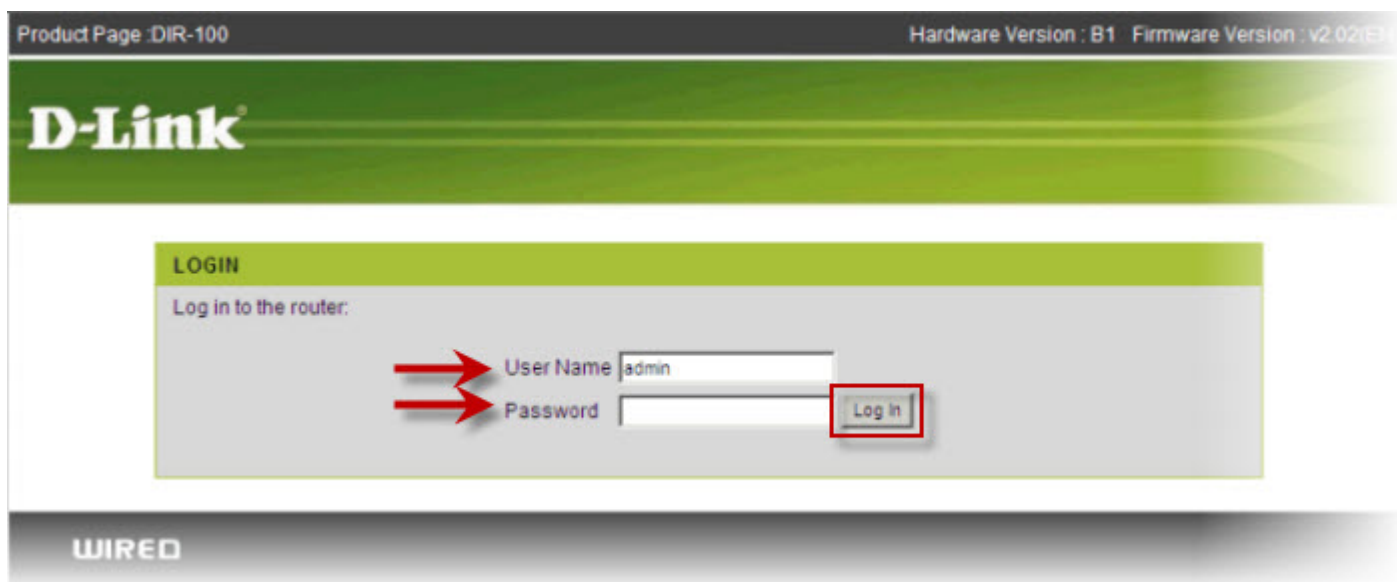 Product Page :DIR-100
Hardware Version : B1 Firmware Version : v2.02(EN
D-Link
LOGIN
Log in to the router:
User Name admin
Password Log In
WIRED